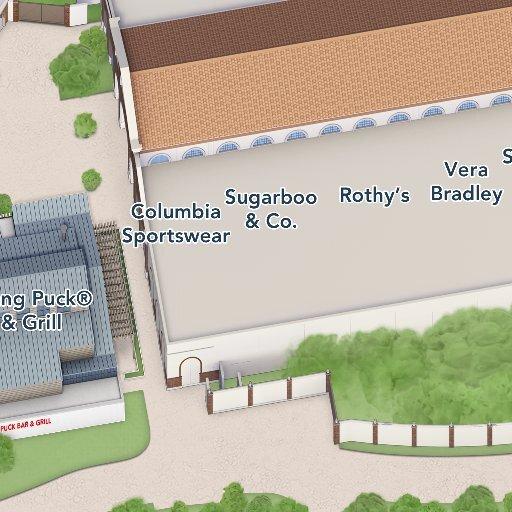 Columbia
Sportswear
Sugarboo
& Co.
Rothy's
Vera
Bradley
S
ng Puck®
& Grill
PUCK BAR & GRILL